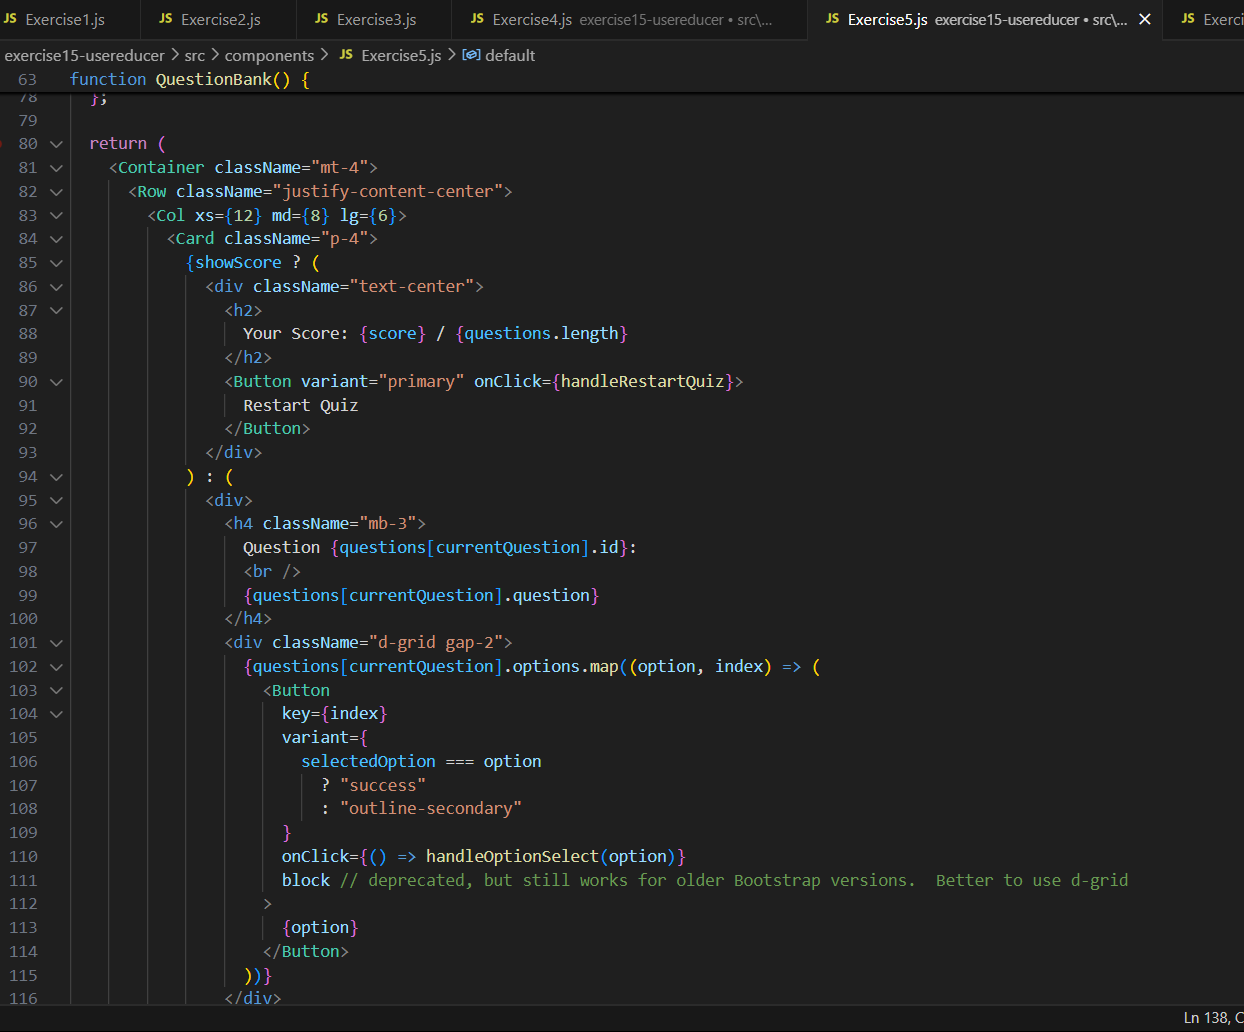 JS Exercise1.js JS Exercise2.js JS Exercise3.js JS Exercise4.js exercise15-usereducer • src\... JS Exercise5.js exercise15-usereducer • src\... × JS Exerci
exercise15-usereducer > src > components > JS Exercise5.js > default
63 function QuestionBank() {
78 };
79
80 return (
81 <Container className="mt-4">
82 <Row className="justify-content-center">
83 <Col xs={12} md={8} lg={6}>
84 <Card className="p-4">
85 {showScore ? (
86 <div className="text-center">
87 <h2>
88 Your Score: {score} / {questions.length}
89 </h2>
90 <Button variant="primary" onClick={handleRestartQuiz}>
91 Restart Quiz
92 </Button>
93 </div>
94 ) : (
95 <div>
96 <h4 className="mb-3">
97 Question {questions[currentQuestion].id}:
98 <br />
99 {questions[currentQuestion].question}
100 </h4>
101 <div className="d-grid gap-2">
102 {questions[currentQuestion].options.map((option, index) => (
103 <Button
104 key={index}
105 variant={
106 selectedOption === option
107 ? "success"
108 : "outline-secondary"
109 }
110 onClick={() => handleOptionSelect(option)}
111 block // deprecated, but still works for older Bootstrap versions.  Better to use d-grid
112 >
113 {option}
114 </Button>
115 ))}
116 </div>
Ln 138, C